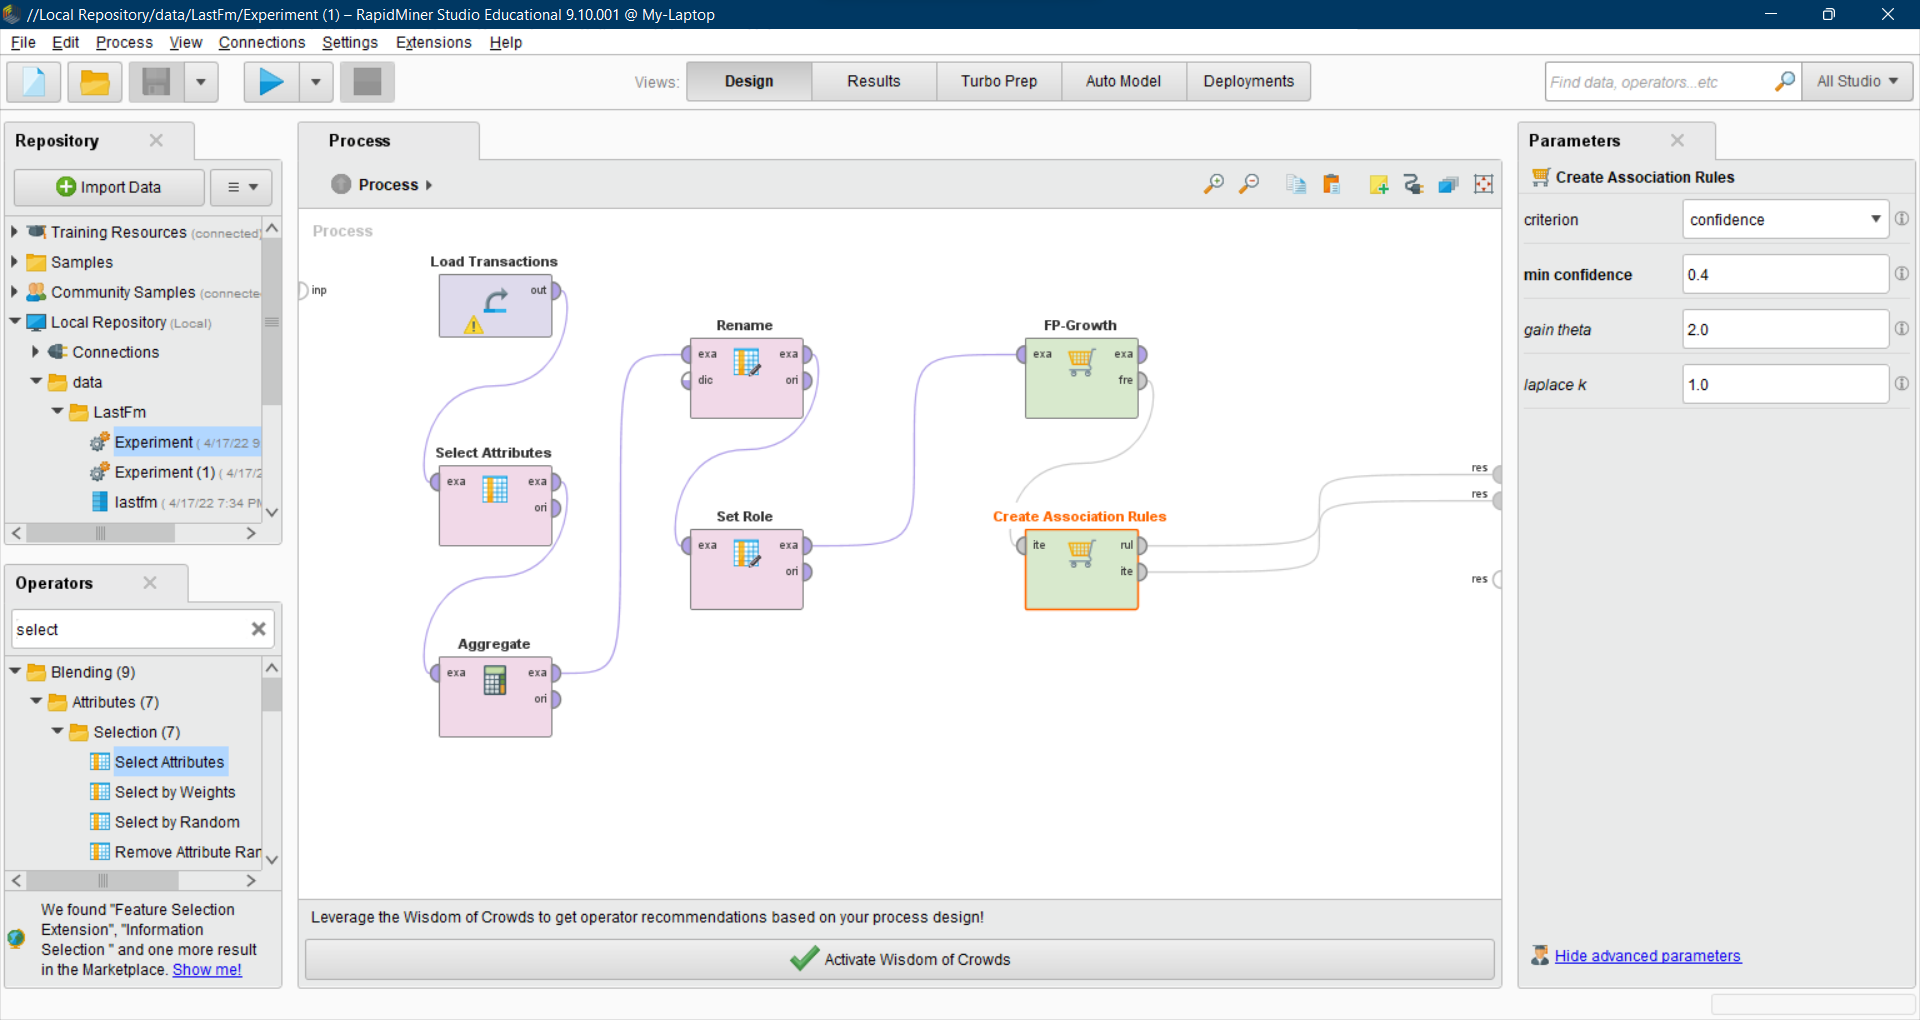 //Local Repository/data/LastFm/Experiment (1) – RapidMiner Studio Educational 9.10.001 @ My-Laptop
File Edit Process View Connections Settings Extensions Help
Views: Design Results Turbo Prep Auto Model Deployments
Find data, operators...etc
All Studio
Repository
Import Data
Training Resources (connected)
Samples
Community Samples (connecte
Local Repository (Local)
Connections
data
LastFm
Experiment ( 4/17/22 9
Experiment (1) ( 4/17/2
lastfm ( 4/17/22 7:34 PM
Operators
select
Blending (9)
Attributes (7)
Selection (7)
Select Attributes
Select by Weights
Select by Random
Remove Attribute Ran
We found "Feature Selection
Extension", "Information
Selection " and one more result
in the Marketplace. Show me!
Process
Process
Process
inp
Load Transactions
out
Select Attributes
exa exa
ori
Aggregate
exa exa
ori
Rename
exa exa
dic ori
Set Role
exa exa
ori
FP-Growth
exa exa
fre
Create Association Rules
ite rul
ite
res
res
res
Leverage the Wisdom of Crowds to get operator recommendations based on your process design!
Activate Wisdom of Crowds
Parameters
Create Association Rules
criterion confidence
min confidence 0.4
gain theta 2.0
laplace k 1.0
Hide advanced parameters